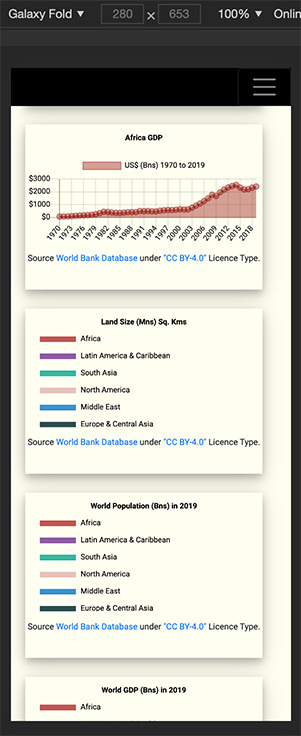 Galaxy Fold ▼ 280 × 653 100% ▼ Onlin
Africa GDP
US$ (Bns) 1970 to 2019
$3000
$2000
$1000
$0
1970 1973 1976 1979 1982 1985 1988 1991 1994 1997 2000 2003 2006 2009 2012 2015 2018
Source World Bank Database under "CC BY-4.0" Licence Type.
Land Size (Mns) Sq. Kms
Africa
Latin America & Caribbean
South Asia
North America
Middle East
Europe & Central Asia
Source World Bank Database under "CC BY-4.0" Licence Type.
World Population (Bns) in 2019
Africa
Latin America & Caribbean
South Asia
North America
Middle East
Europe & Central Asia
Source World Bank Database under "CC BY-4.0" Licence Type.
World GDP (Bns) in 2019
Africa